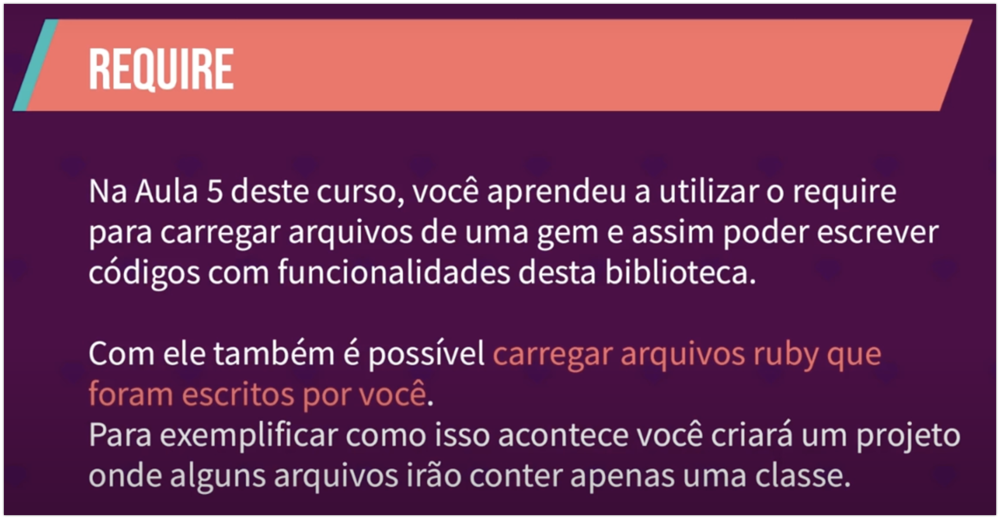 REQUIRE
Na Aula 5 deste curso, você aprendeu a utilizar o require
para carregar arquivos de uma gem e assim poder escrever
códigos com funcionalidades desta biblioteca.
Com ele também é possível carregar arquivos ruby que
foram escritos por você.
Para exemplificar como isso acontece você criará um projeto
onde alguns arquivos irão conter apenas uma classe.